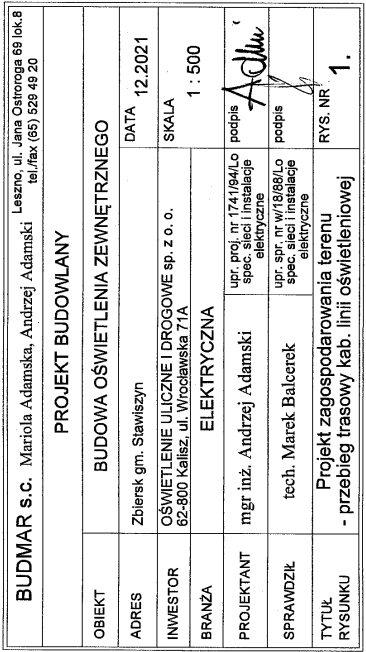 BUDMAR s.c. Mariola Adamska, Andrzej Adamski Leszno, ul. Jana Ostroroga 69 lok.8
tel./fax (65) 529 49 20
PROJEKT BUDOWLANY
OBIEKT BUDOWA OŚWIETLENIA ZEWNĘTRZNEGO
ADRES Zbiersk gm. Stawiszyn DATA 12.2021
INWESTOR OŚWIETLENIE ULICZNE I DROGOWE sp. z o. o.
62-800 Kalisz, ul. Wrocławska 71A
SKALA 1 : 500
BRANŻA ELEKTRYCZNA
PROJEKTANT mgr inż. Andrzej Adamski upr. proj. nr 1741/94/Lo
spec. sieci i instalacje
elektryczne
podpis
SPRAWDZIŁ tech. Marek Balcerek upr. spr. nr w/18/88/Lo
spec. sieci i instalacje
elektryczne
podpis
TYTUŁ
RYSUNKU
Projekt zagospodarowania terenu
- przebieg trasowy kab. linii oświetleniowej
RYS. NR 1.